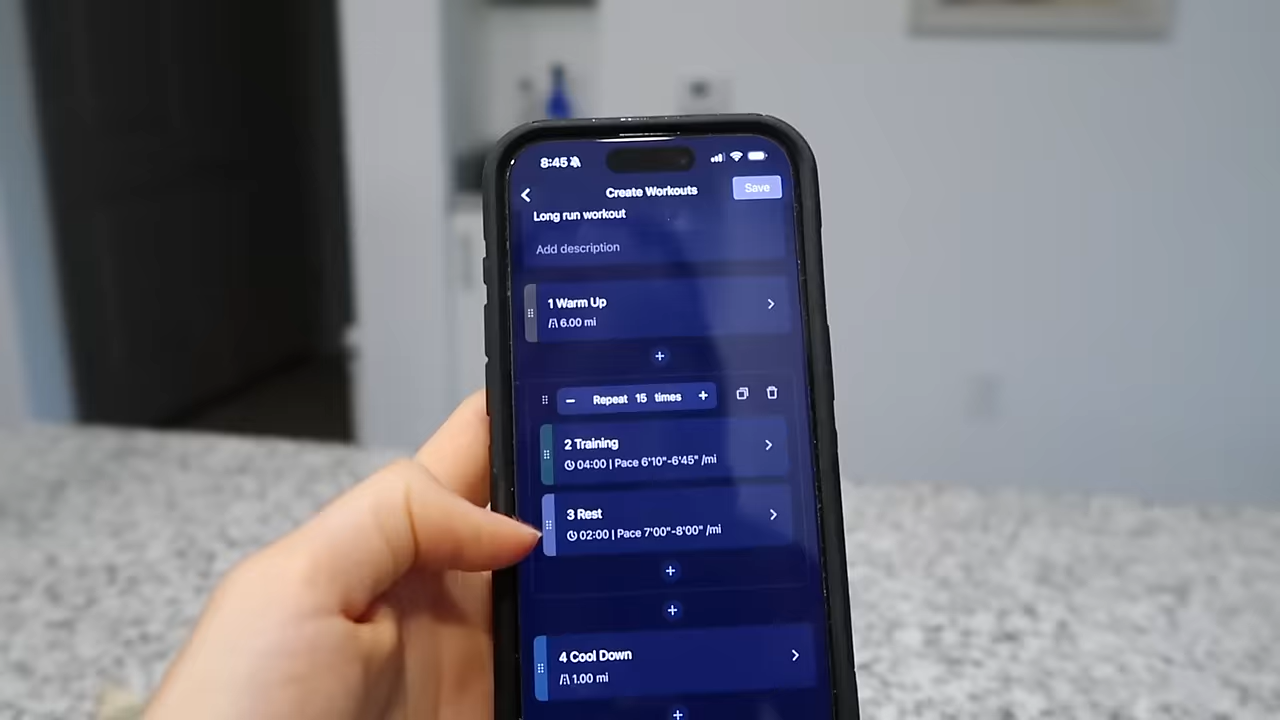 8:45
Create Workouts
Save
Long run workout
Add description
1 Warm Up
6.00 mi
Repeat 15 times
2 Training
04:00 | Pace 6'10"-6'45" /mi
3 Rest
02:00 | Pace 7'00"-8'00" /mi
4 Cool Down
1.00 mi